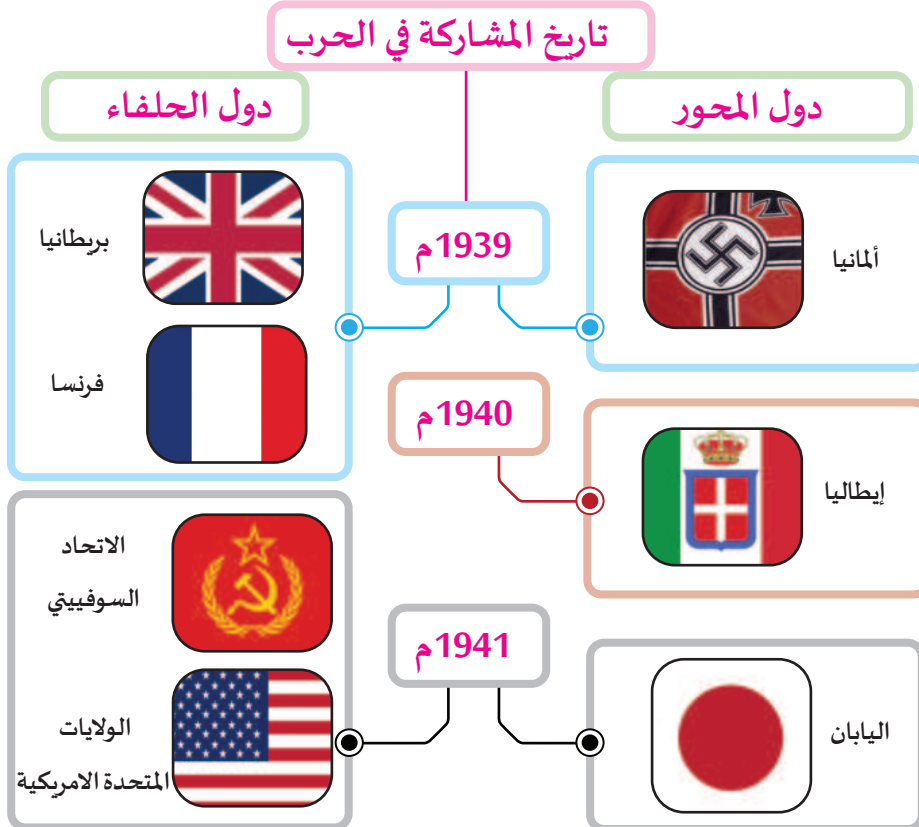 تاريخ المشاركة في الحرب
دول المحور
دول الحلفاء
1939م
ألمانيا
بريطانيا
فرنسا
1940م
إيطاليا
1941م
اليابان
الاتحاد
السوفييتي
الولايات
المتحدة الامريكية